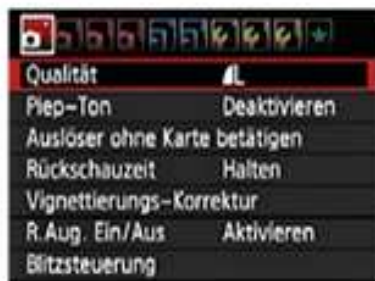 Qualität L
Piep-Ton Deaktivieren
Auslöser ohne Karte betätigen
Rückschauzeit Halten
Vignettierungs-Korrektur
R.Aug. Ein/Aus Aktivieren
Blitzsteuerung